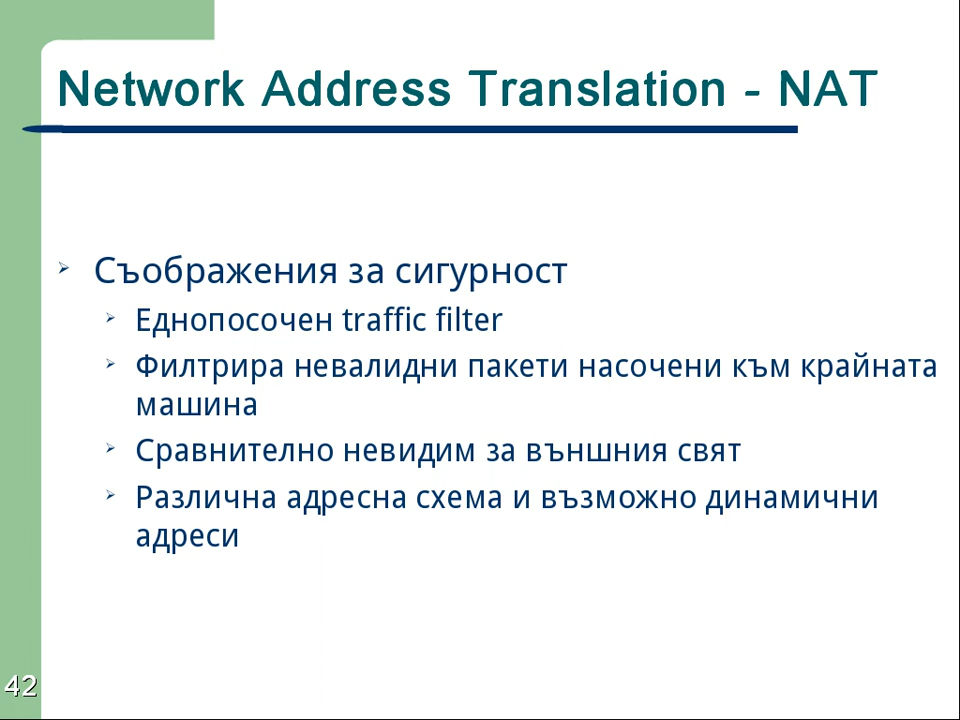 Network Address Translation - NAT
Съображения за сигурност
Еднопосочен traffic filter
Филтрира невалидни пакети насочени към крайната
машина
Сравнително невидим за външния свят
Различна адресна схема и възможно динамични
адреси
42